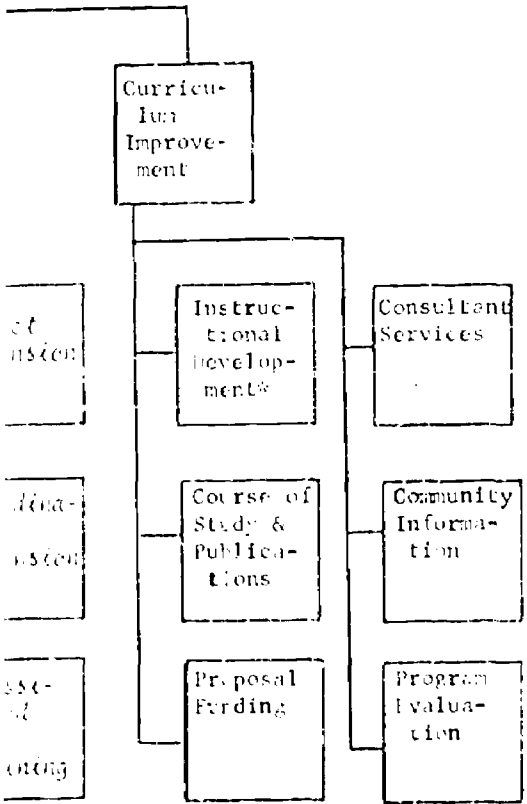 Curricu-
lum
Improve-
ment
Instruc-
tional
Develop-
ment*
Consultant
Services
Course of
Study &
Publica-
tions
Community
Informa-
tion
Proposal
Funding
Program
Evalua-
tion